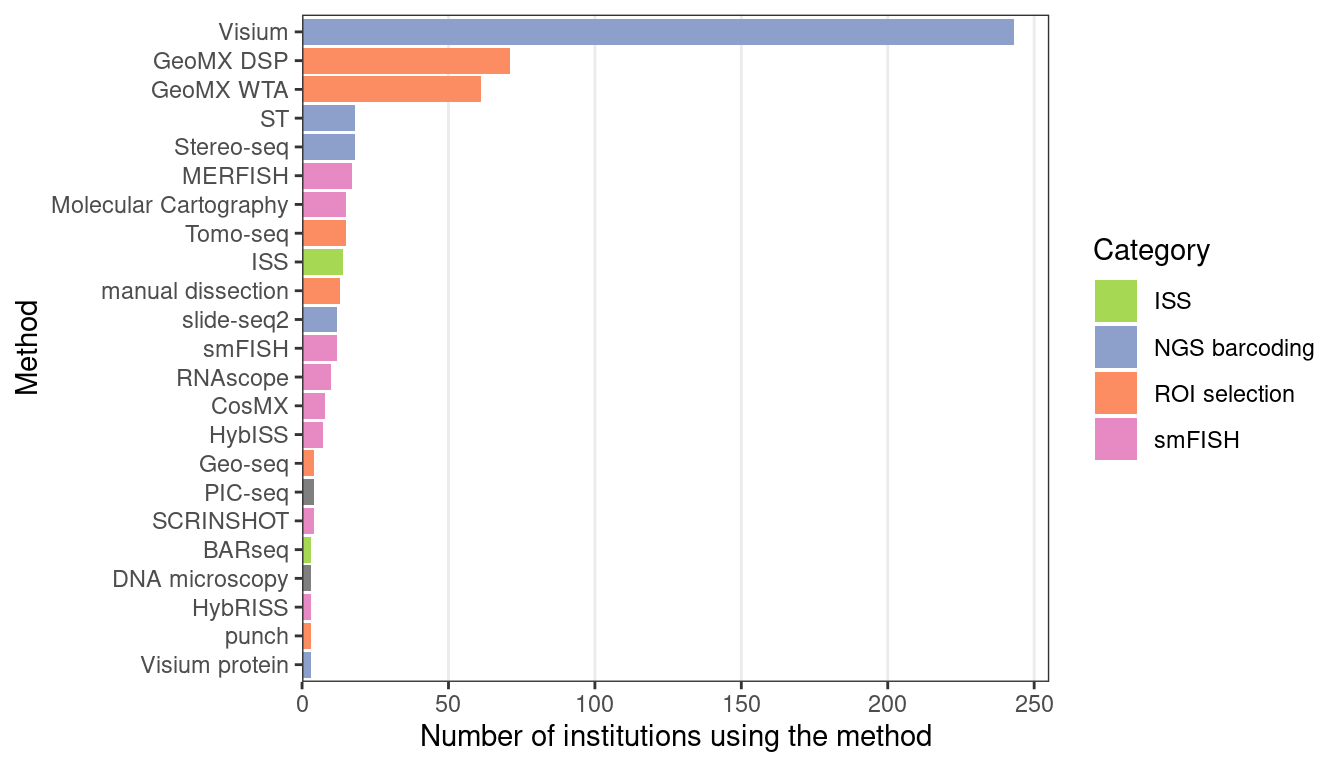 Visium
GeoMX DSP
GeoMX WTA
ST
Stereo-seq
MERFISH
Molecular Cartography
Tomo-seq
ISS
manual dissection
slide-seq2
smFISH
RNAscope
CosMX
HybISS
Geo-seq
PIC-seq
SCRINSHOT
BARseq
DNA microscopy
HybRISS
punch
Visium protein
Method
0 50 100 150 200 250
Number of institutions using the method
Category
ISS
NGS barcoding
ROI selection
smFISH